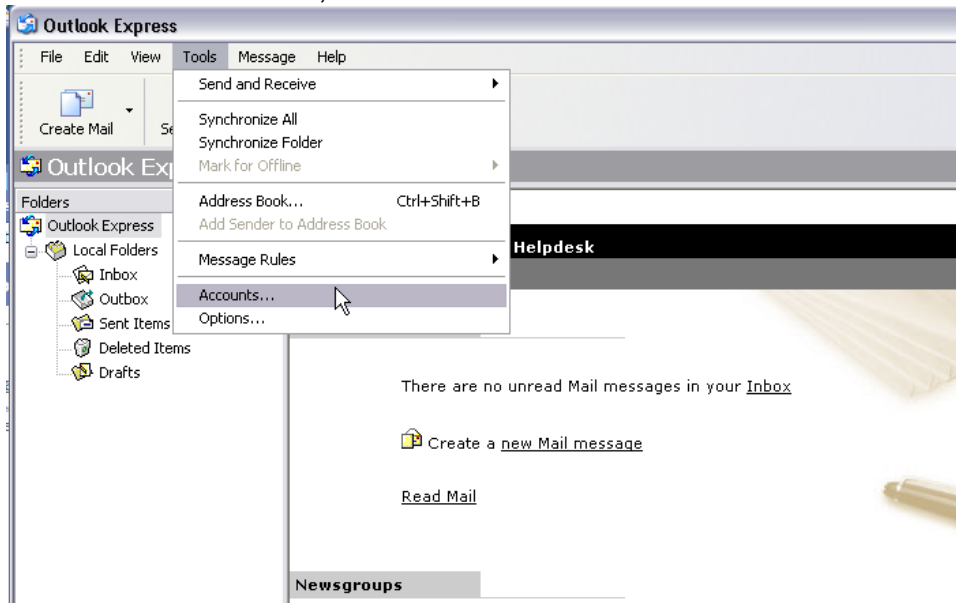 Outlook Express
File Edit View Tools Message Help
Send and Receive
Synchronize All
Create Mail
Synchronize Folder
Mark for Offline
Outlook Exp
Folders
Address Book... Ctrl+Shift+B
Outlook Express
Add Sender to Address Book
Local Folders
Helpdesk
Message Rules
Inbox
Accounts...
Outbox
Options...
Sent Items
Deleted Items
Drafts
There are no unread Mail messages in your Inbox
Create a new Mail message
Read Mail
Newsgroups